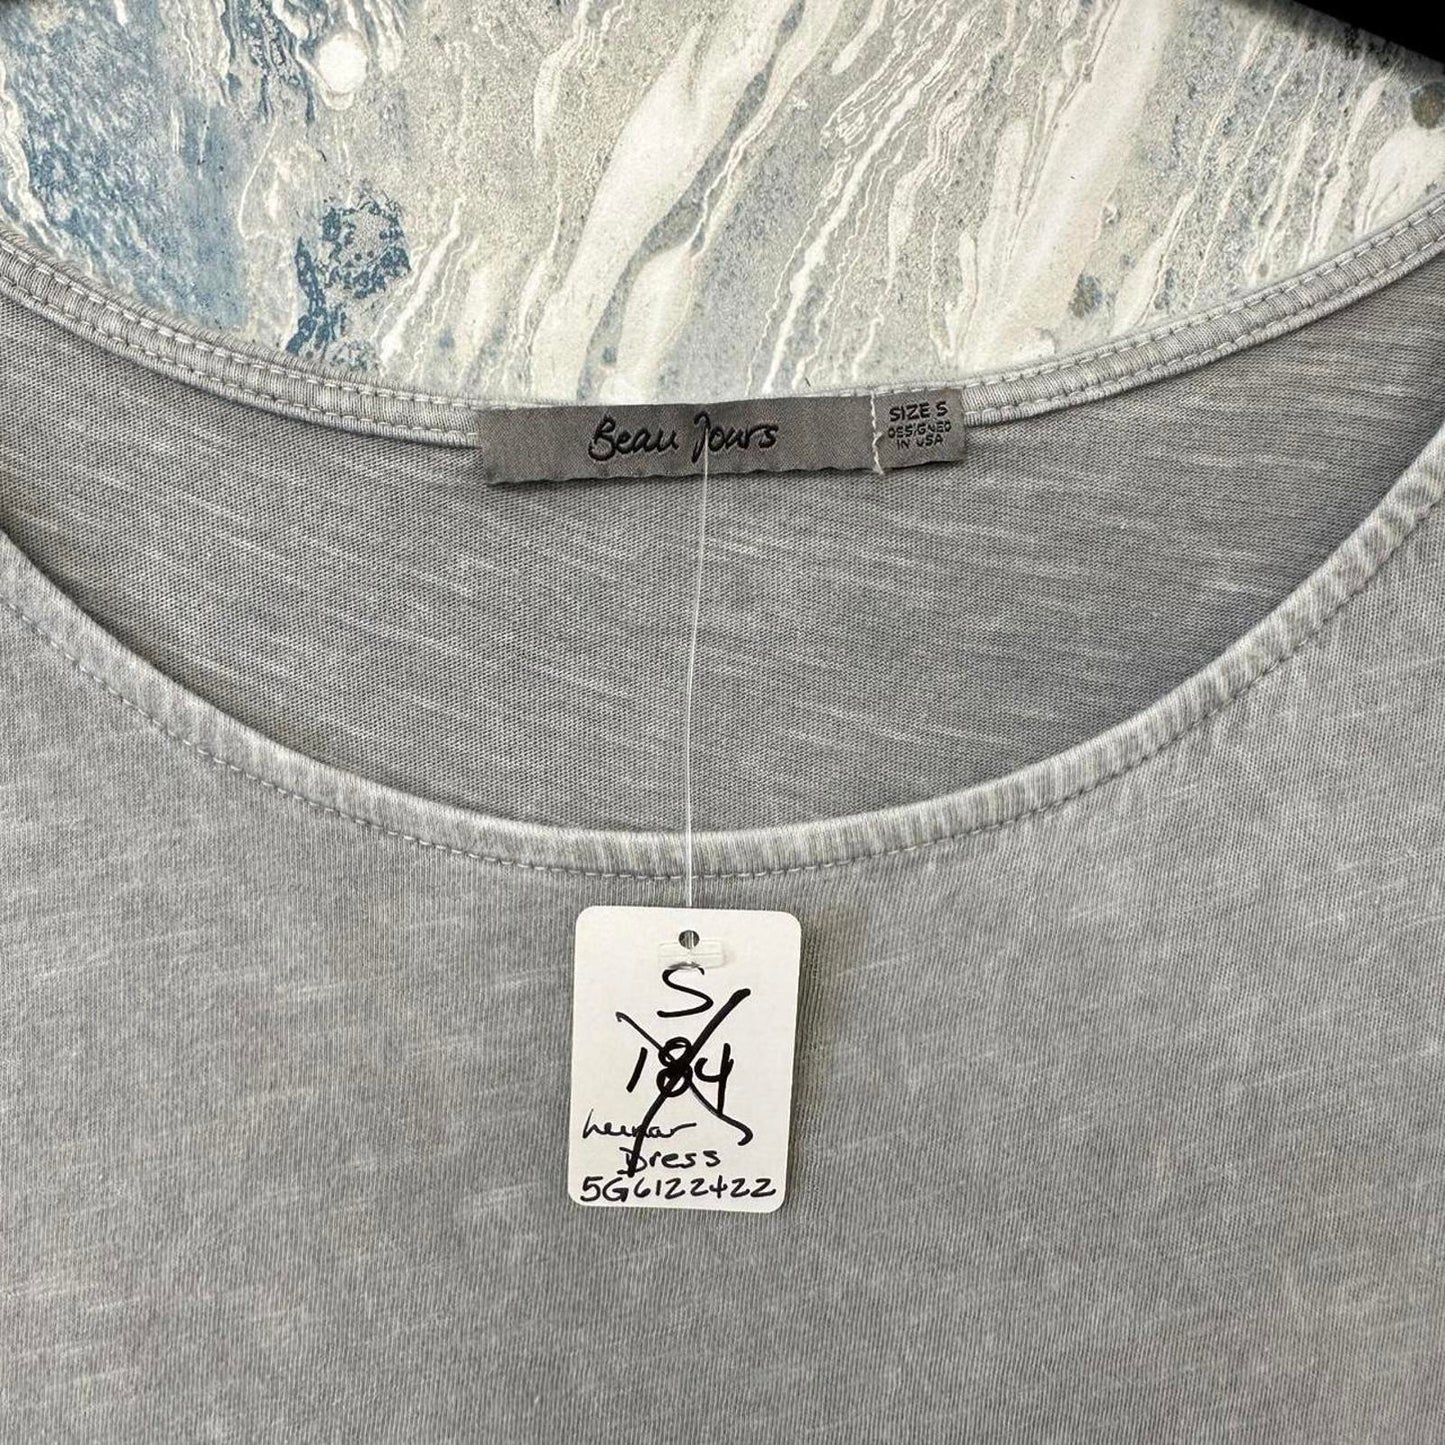 Beau Jours
SIZE S
DESIGNED
IN USA
S
184
Dress
5G6122422